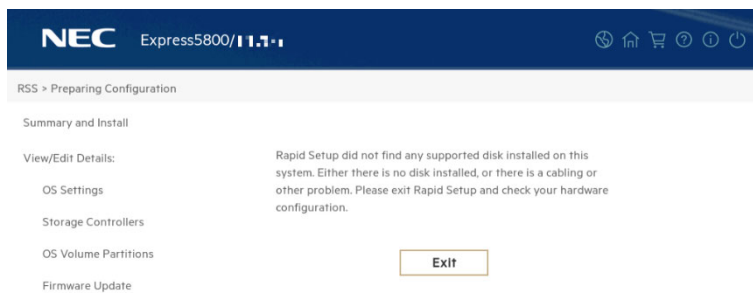 NEC Express5800/
RSS > Preparing Configuration
Summary and Install
View/Edit Details:
OS Settings
Storage Controllers
OS Volume Partitions
Firmware Update
Rapid Setup did not find any supported disk installed on this
system. Either there is no disk installed, or there is a cabling or
other problem. Please exit Rapid Setup and check your hardware
configuration.
Exit